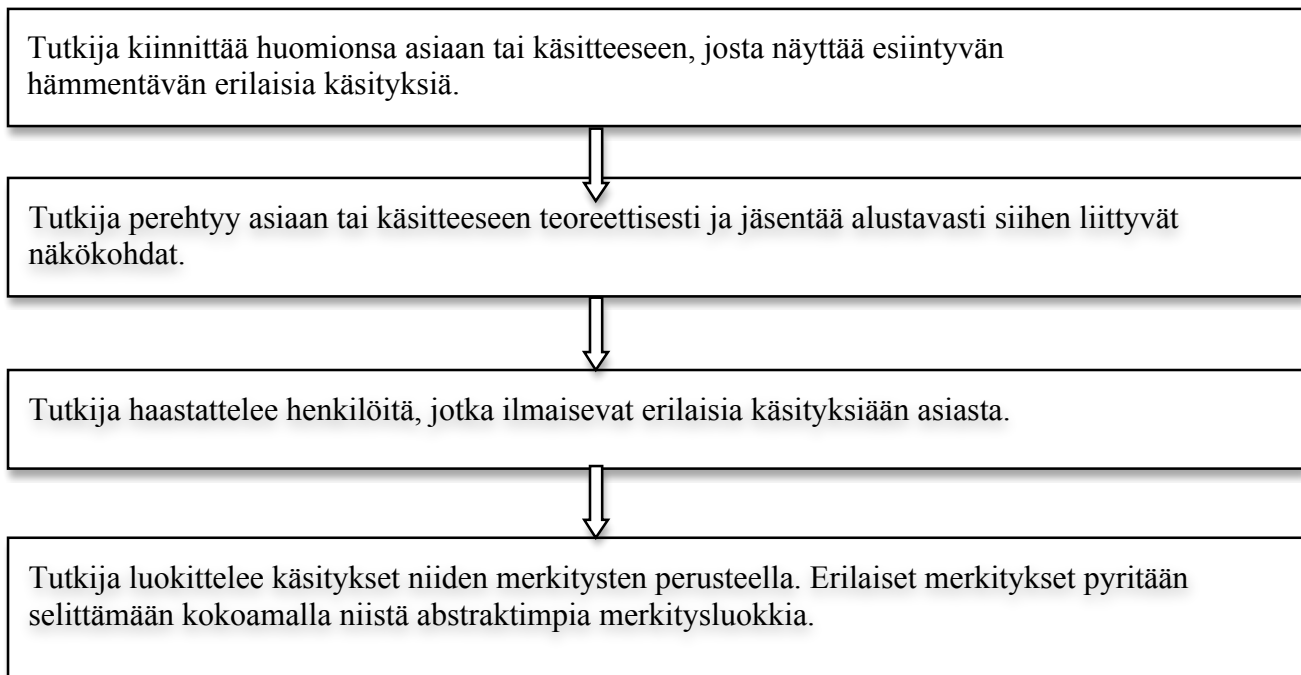 Tutkija kiinnittää huomionsa asiaan tai käsitteeseen, josta näyttää esiintyvän
hämmentävän erilaisia käsityksiä.
Tutkija perehtyy asiaan tai käsitteeseen teoreettisesti ja jäsentää alustavasti siihen liittyvät
näkökohdat.
Tutkija haastattelee henkilöitä, jotka ilmaisevat erilaisia käsityksiään asiasta.
Tutkija luokittelee käsitykset niiden merkitysten perusteella. Erilaiset merkitykset pyritään
selittämään kokoamalla niistä abstraktimpia merkitysluokkia.